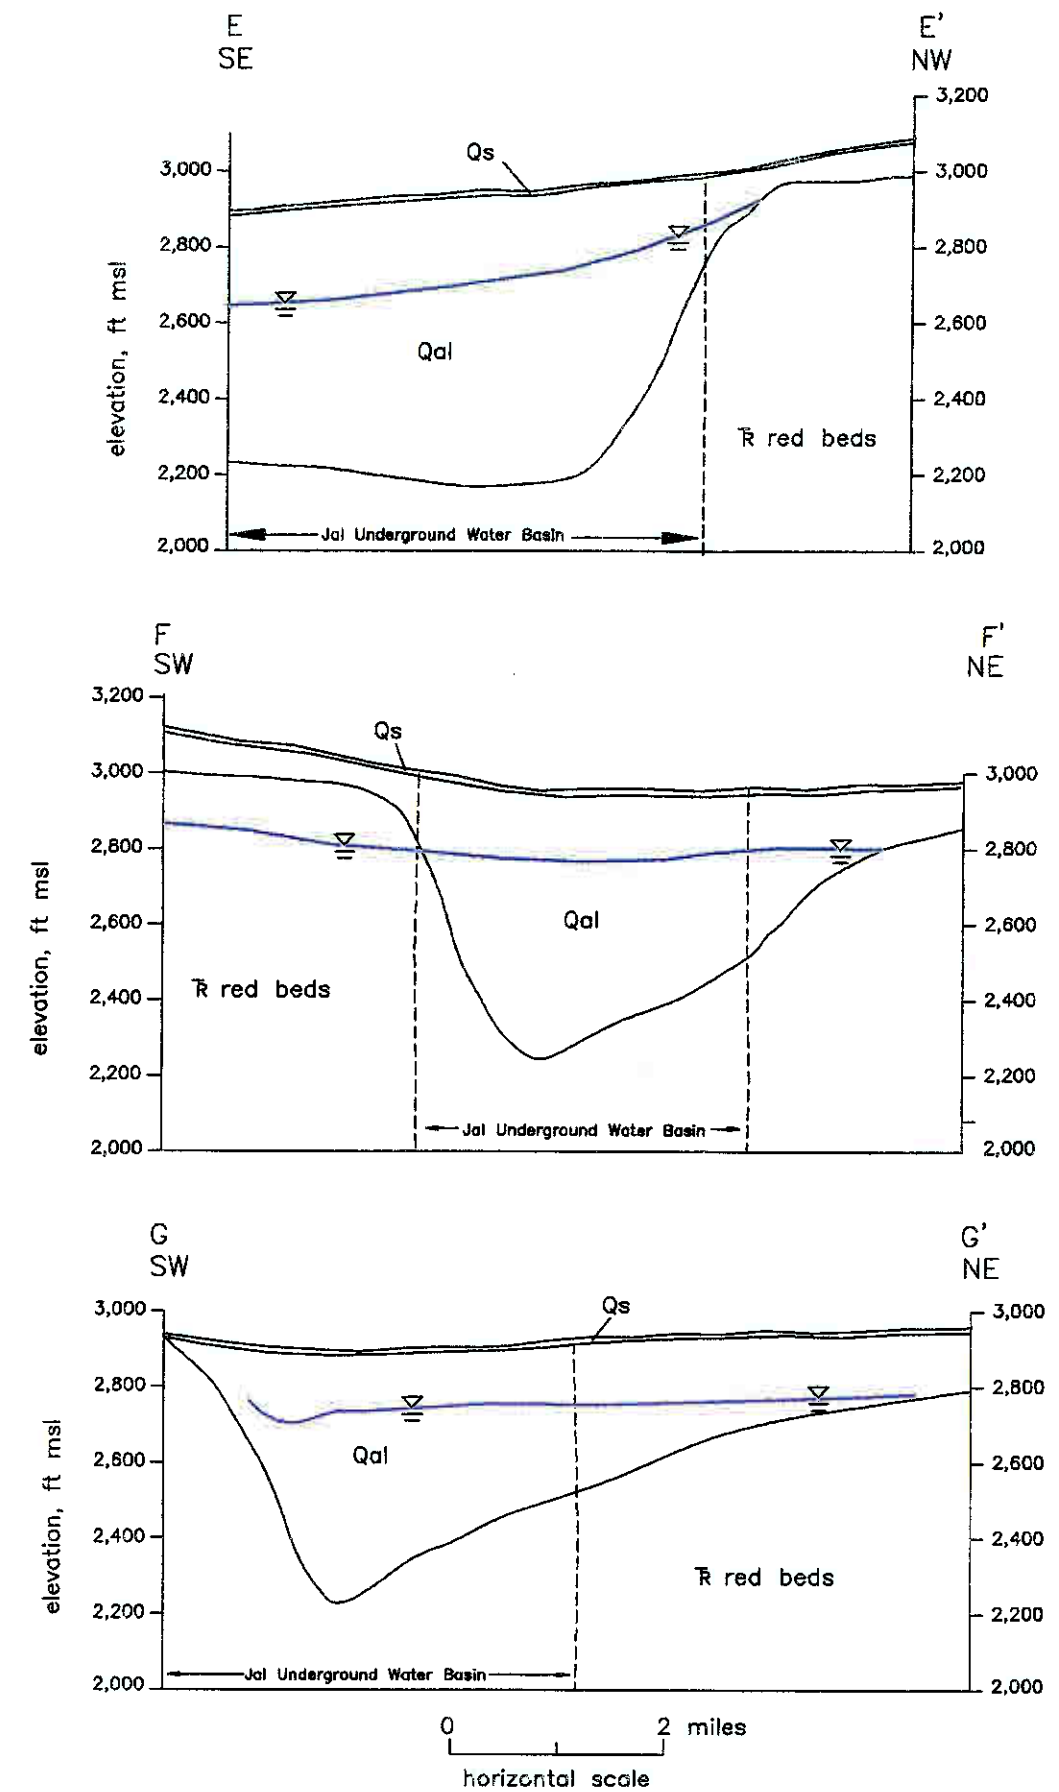 E
SE
E'
NW
3,200
Qs
3,000
3,000
2,800
2,800
2,600
2,600
Qal
2,400
2,400
T̄R red beds
2,200
2,200
Jal Underground Water Basin
2,000
2,000
elevation, ft msl
F
SW
F'
NE
3,200
Qs
3,000
3,000
2,800
2,800
2,600
2,600
Qal
T̄R red beds
2,400
2,400
2,200
2,200
Jal Underground Water Basin
2,000
2,000
elevation, ft msl
G
SW
G'
NE
Qs
3,000
3,000
2,800
2,800
2,600
2,600
Qal
2,400
2,400
T̄R red beds
2,200
2,200
Jal Underground Water Basin
2,000
2,000
elevation, ft msl
0 2 miles
horizontal scale